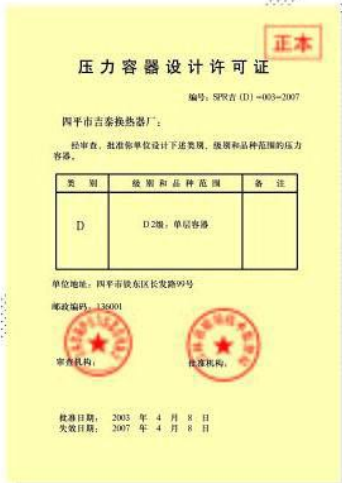 正本
压力容器设计许可证
编号：SPR吉（D）-003-2007
四平市吉泰换热器厂：
经审查，批准你单位设计下述类别、级别和品种范围的压力
容器。
类 别 级 别 和 品 种 范 围 备 注
D D2级：单层容器
单位地址：四平市铁东区长发路99号
邮政编码：136001
审查机构： 批准机构：
批准日期： 2003 年 4 月 8 日
失效日期： 2007 年 4 月 8 日